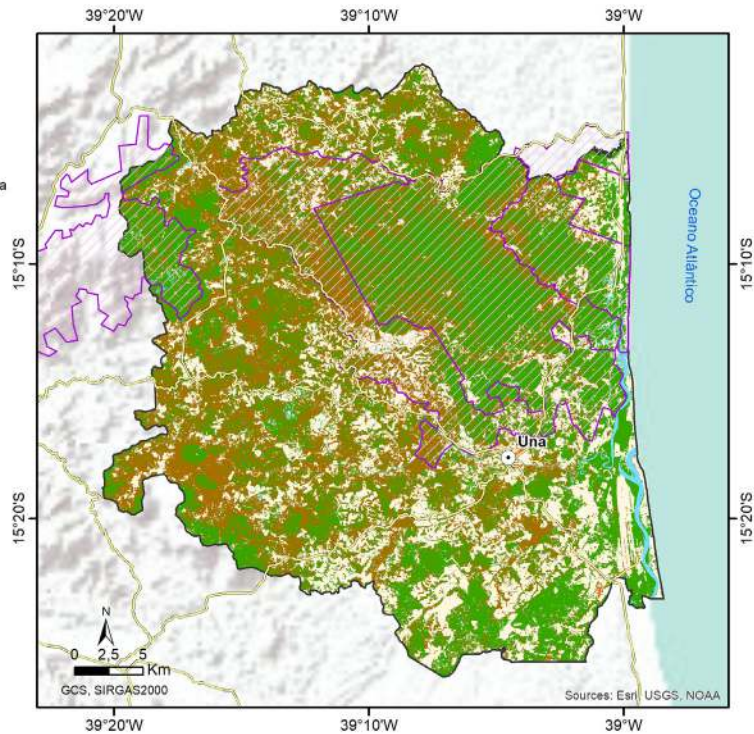 39°20'W 39°10'W 39°W
a
15°10'S 15°10'S
Oceano Atlântico
Una
15°20'S 15°20'S
N
0 2,5 5
Km
GCS, SIRGAS2000
Sources: Esri, USGS, NOAA
39°20'W 39°10'W 39°W